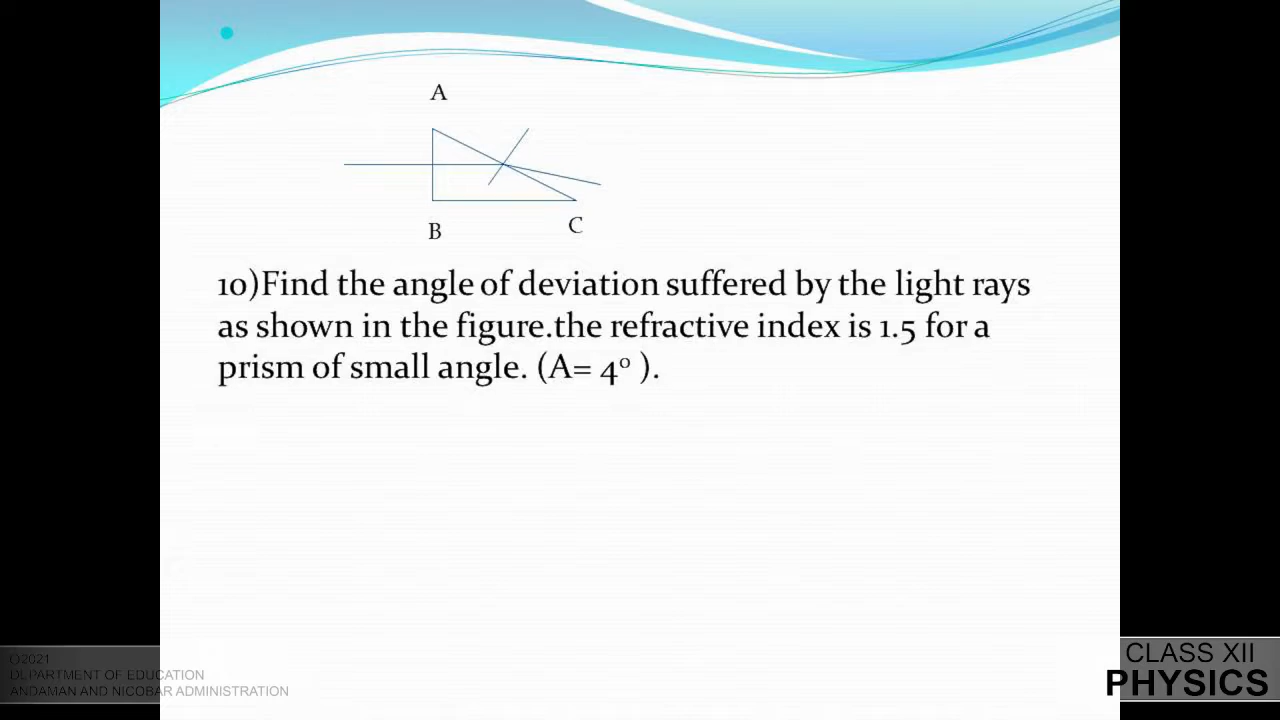 A
B
C
10)Find the angle of deviation suffered by the light rays
as shown in the figure.the refractive index is 1.5 for a
prism of small angle. (A= 4⁰ ).
©2021
DEPARTMENT OF EDUCATION
ANDAMAN AND NICOBAR ADMINISTRATION
CLASS XII
PHYSICS